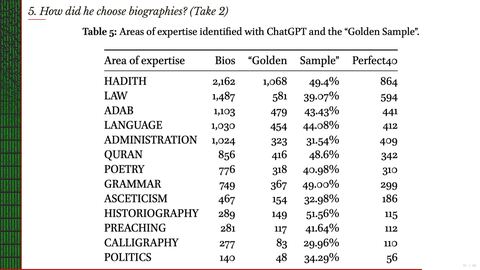 5. How did he choose biographies? (Take 2)
Table 5: Areas of expertise identified with ChatGPT and the “Golden Sample”.
Area of expertise Bios “Golden Sample” Perfect40
HADITH 2,162 1,068 49.4% 864
LAW 1,487 581 39.07% 594
ADAB 1,103 479 43.43% 441
LANGUAGE 1,030 454 44.08% 412
ADMINISTRATION 1,024 323 31.54% 409
QURAN 856 416 48.6% 342
POETRY 776 318 40.98% 310
GRAMMAR 749 367 49.00% 299
ASCETICISM 467 154 32.98% 186
HISTORIOGRAPHY 289 149 51.56% 115
PREACHING 281 117 41.64% 112
CALLIGRAPHY 277 83 29.96% 110
POLITICS 140 48 34.29% 56